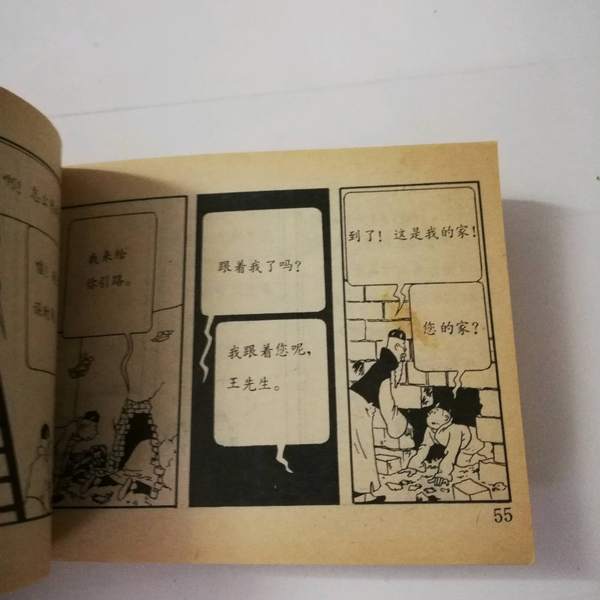 我来给
你引路。
跟着我了吗?
我跟着您呢,
王先生。
到了! 这是我的家!
您的家?
55